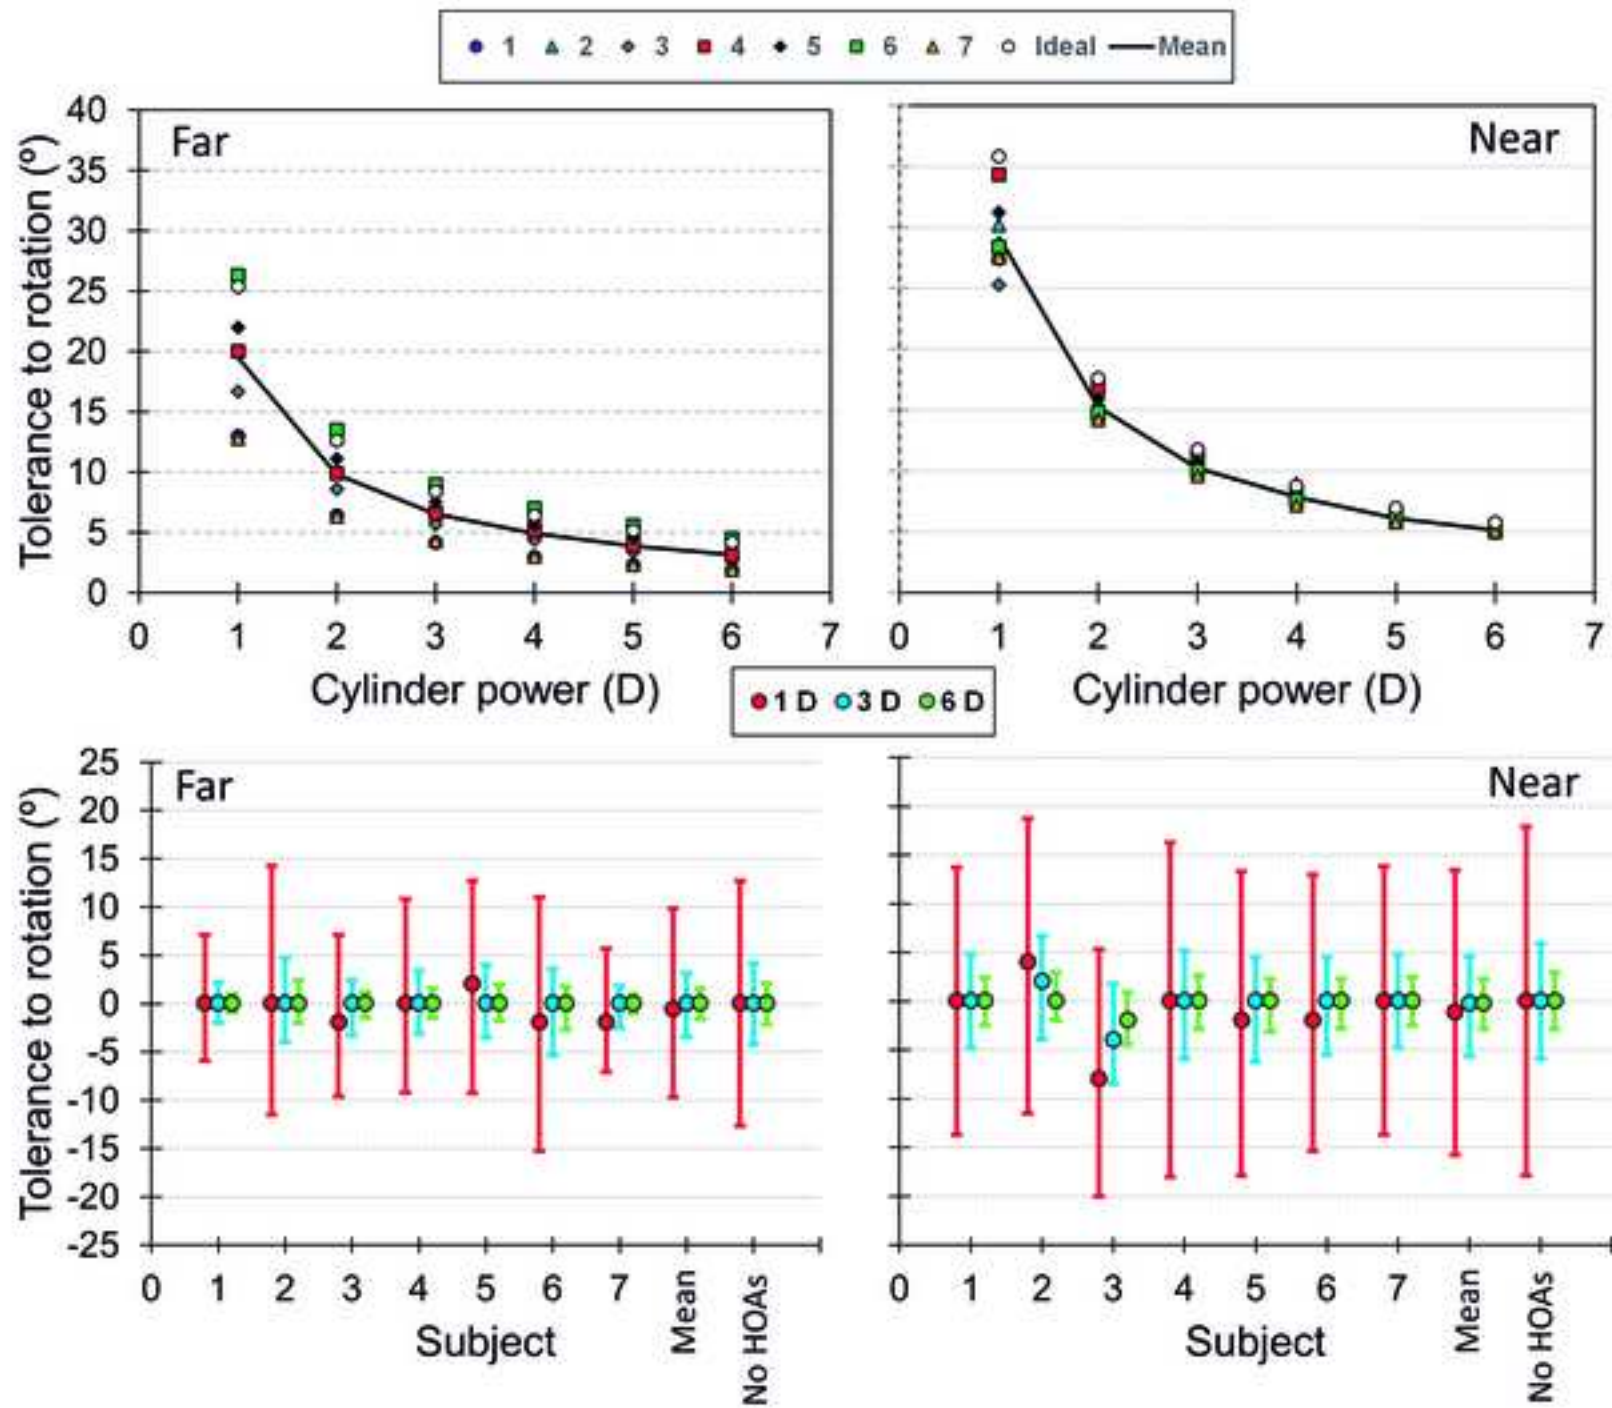 1 2 3 4 5 6 7 Ideal Mean
Far
Near
Tolerance to rotation (º)
40
35
30
25
20
15
10
5
0
0 1 2 3 4 5 6 7
0 1 2 3 4 5 6 7
Cylinder power (D)
Cylinder power (D)
1 D 3 D 6 D
Far
Near
Tolerance to rotation (º)
25
20
15
10
5
0
-5
-10
-15
-20
-25
0 1 2 3 4 5 6 7 Mean No HOAs
0 1 2 3 4 5 6 7 Mean No HOAs
Subject
Subject